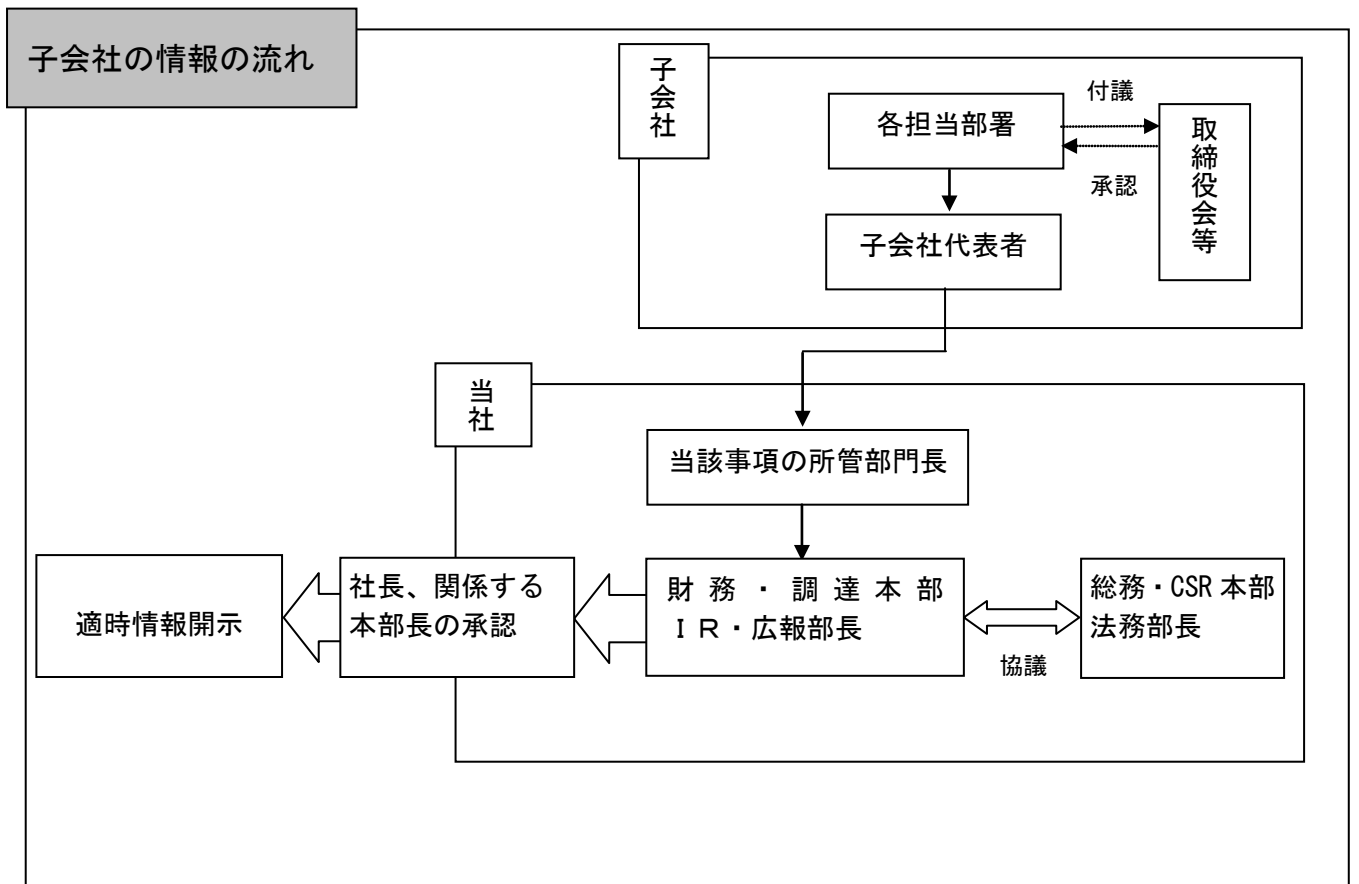 子会社の情報の流れ
子会社
付議
各担当部署
取締役会等
承認
子会社代表者
当社
当該事項の所管部門長
適時情報開示
社長、関係する
本部長の承認
財務・調達本部
ＩＲ・広報部長
協議
総務・CSR本部
法務部長